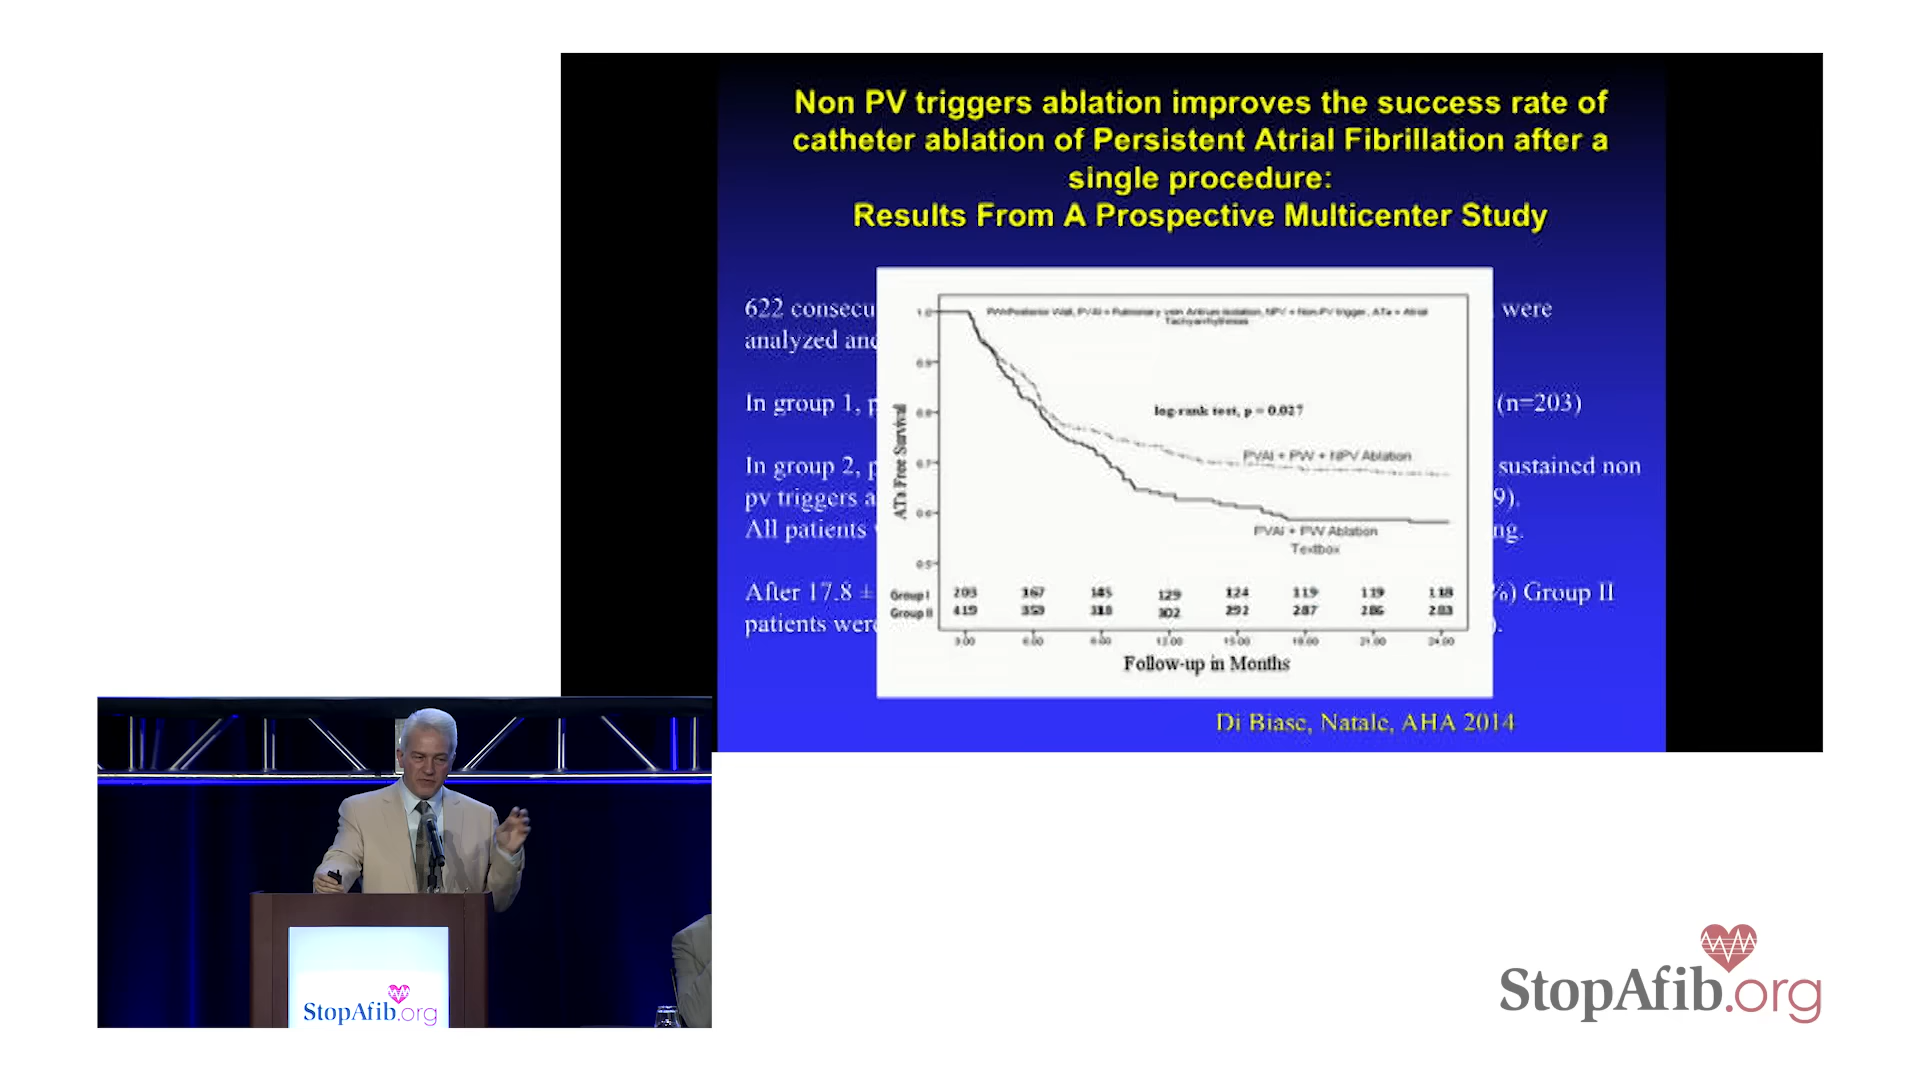 Non PV triggers ablation improves the success rate of
catheter ablation of Persistent Atrial Fibrillation after a
single procedure:
Results From A Prospective Multicenter Study
622 consecu
were
analyzed and
In group 1, p
(n=203)
In group 2, p
sustained non
pv triggers a
9).
All patients
ng.
After 17.8 ±
%) Group II
patients were
).
PW=Posterior Wall, PVAI = Pulmonary vein Antrum Isolation, NPV = Non-PV trigger, ATa = Atrial
Tachyarrhythmias
1.0
0.9
0.8
0.7
0.6
0.5
ATa Free Survival
log-rank test, p = 0.027
PVAI + PW + NPV Ablation
PVAI + PW Ablation
Textbox
Group I 203 167 145 129 124 119 119 118
Group II 419 350 318 302 292 287 286 283
3.00 6.00 9.00 12.00 15.00 18.00 21.00 24.00
Follow-up in Months
Di Biase, Natale, AHA 2014
StopAfib.org
StopAfib.org